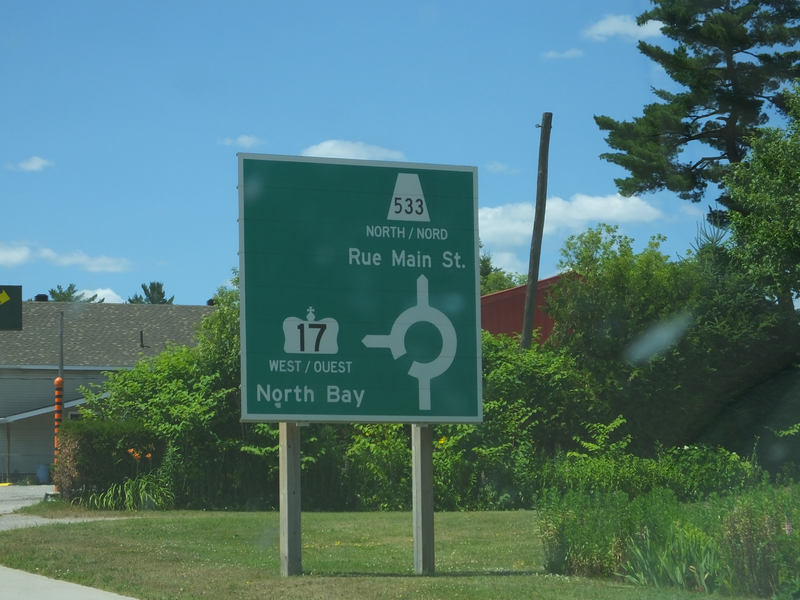 533
NORTH / NORD
Rue Main St.
17
WEST / OUEST
North Bay